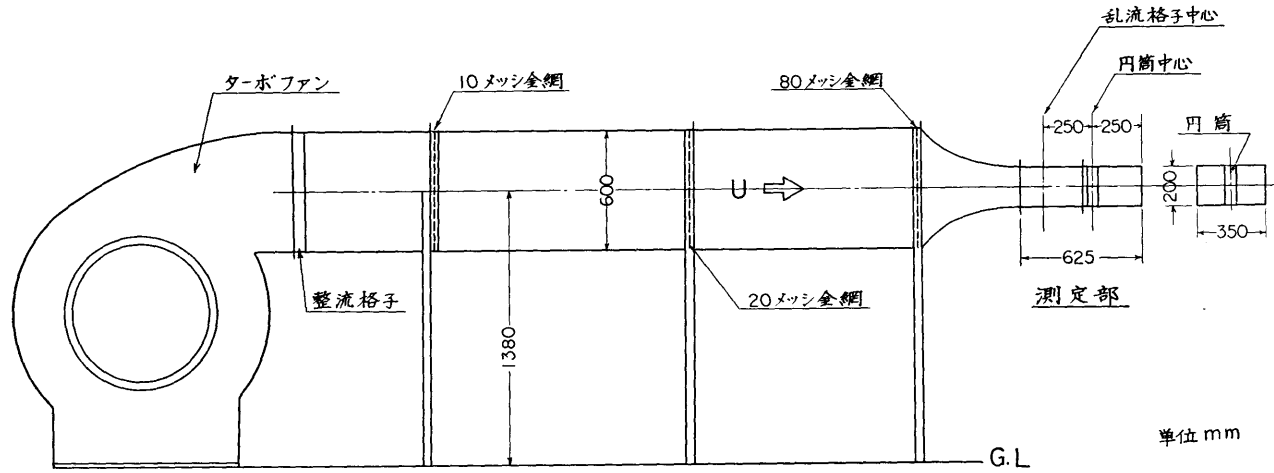 乱流格子中心
円筒中心
ターボファン
10メッシ金網
80メッシ金網
250
250
円筒
600
U
200
350
625
整流格子
20メッシ金網
測定部
1380
単位mm
G.L